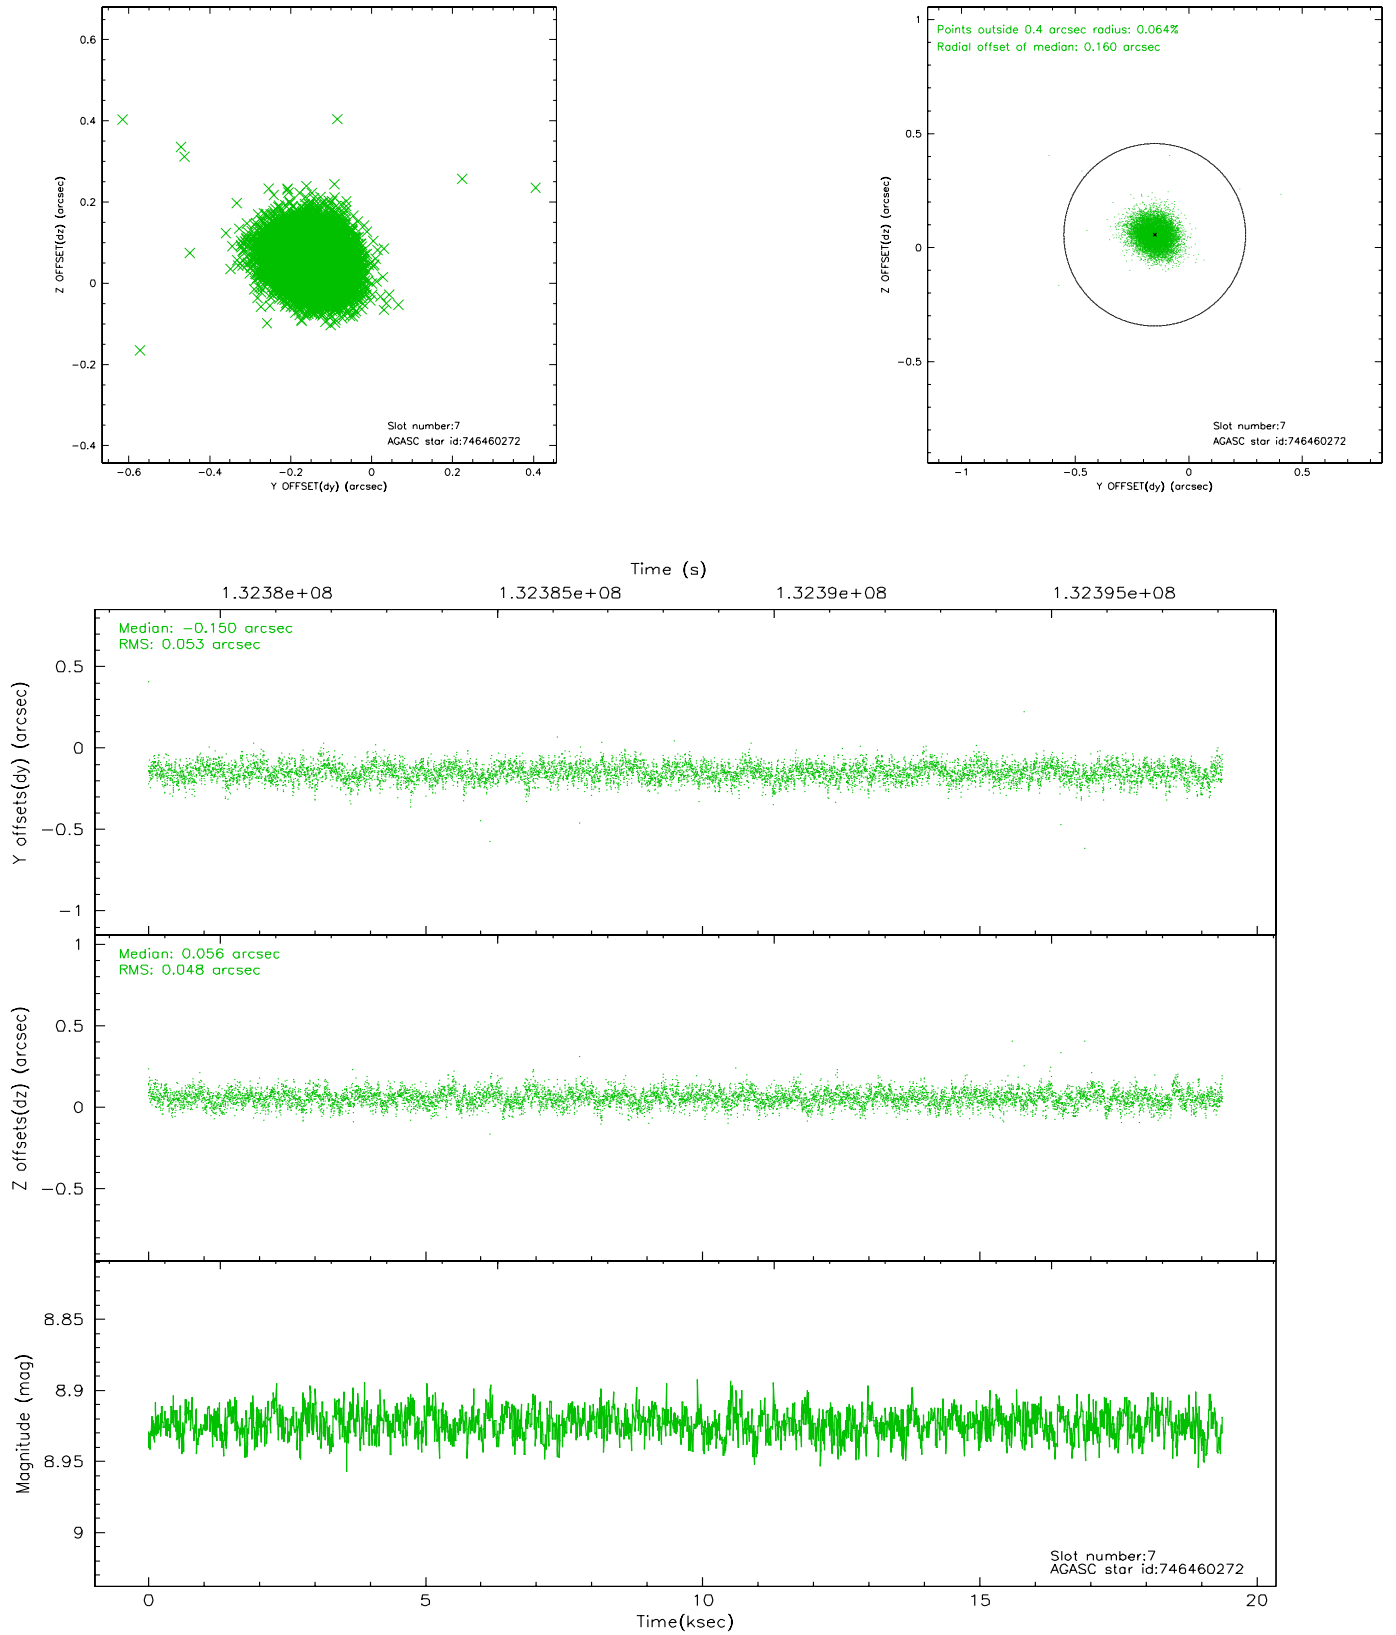 0.6
0.4
0.2
0
−0.2
−0.4
Z OFFSET(dz) (arcsec)
Slot number:7
AGASC star id:746460272
−0.6 −0.4 −0.2 0 0.2 0.4
Y OFFSET(dy) (arcsec)
Points outside 0.4 arcsec radius: 0.064%
Radial offset of median: 0.160 arcsec
1
0.5
0
−0.5
Z OFFSET(dz) (arcsec)
Slot number:7
AGASC star id:746460272
−1 −0.5 0 0.5
Y OFFSET(dy) (arcsec)
Time (s)
1.3238e+08 1.32385e+08 1.3239e+08 1.32395e+08
Median: −0.150 arcsec
RMS: 0.053 arcsec
0.5
0
−0.5
−1
Y offsets(dy) (arcsec)
Median: 0.056 arcsec
RMS: 0.048 arcsec
1
0.5
0
−0.5
Z offsets(dz) (arcsec)
8.85
8.9
8.95
9
Magnitude (mag)
Slot number:7
AGASC star id:746460272
0 5 10 15 20
Time(ksec)